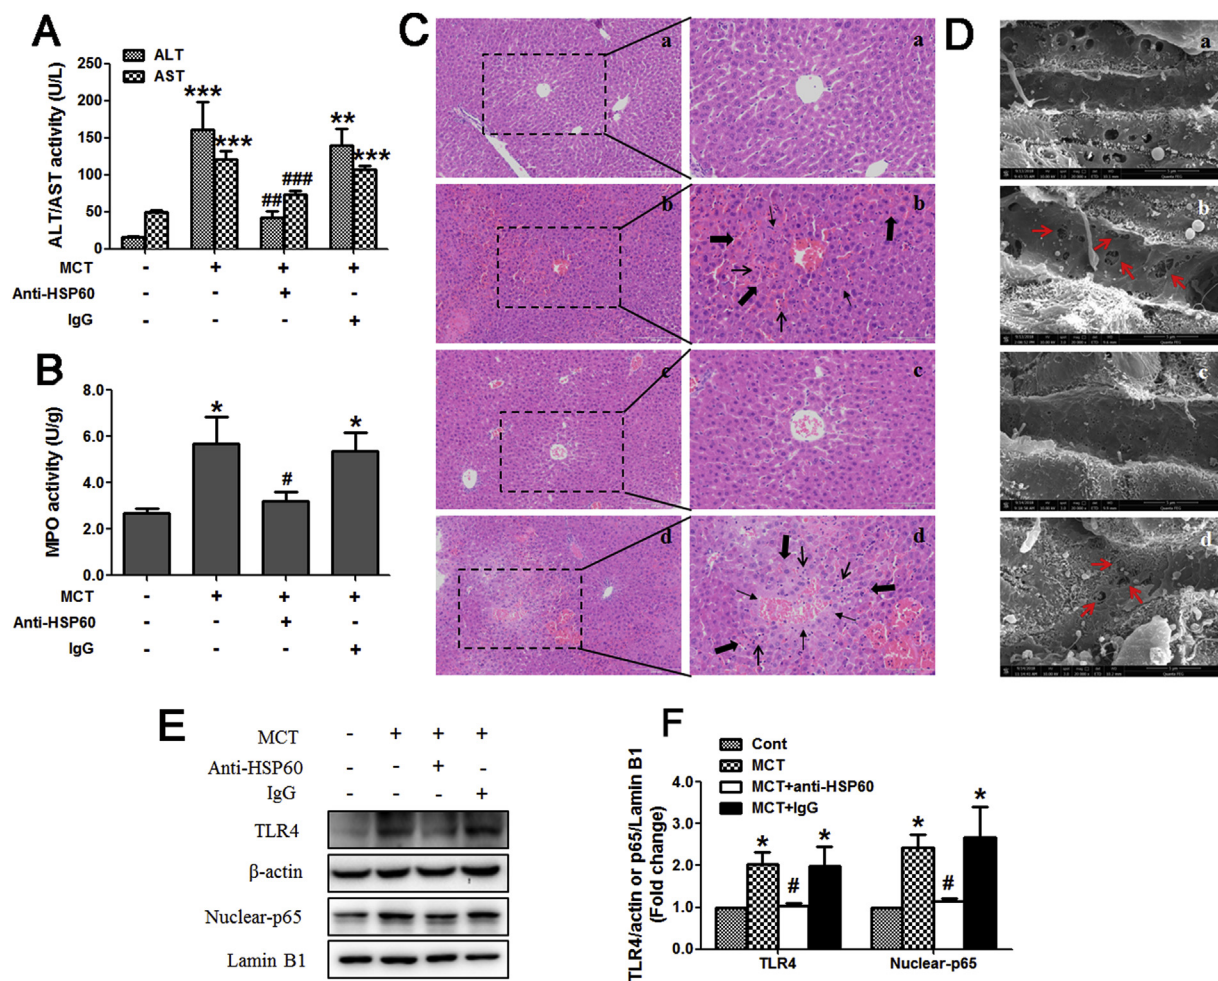 A
ALT
AST
ALT/AST activity (U/L)
250
200
150
100
50
0
***
***
##
###
**
***
MCT - + + +
Anti-HSP60 - - + -
IgG - - - +
B
MPO activity (U/g)
8.0
6.0
4.0
2.0
0.0
*
#
*
MCT - + + +
Anti-HSP60 - - + -
IgG - - - +
C
a
a
b
b
c
c
d
d
D
a
b
c
d
E
MCT - + + +
Anti-HSP60 - - + -
IgG - - - +
TLR4
β-actin
Nuclear-p65
Lamin B1
F
Cont
MCT
MCT+anti-HSP60
MCT+IgG
TLR4/actin or p65/Lamin B1
(Fold change)
4.0
3.0
2.0
1.0
0.0
*
#
*
*
#
*
TLR4
Nuclear-p65